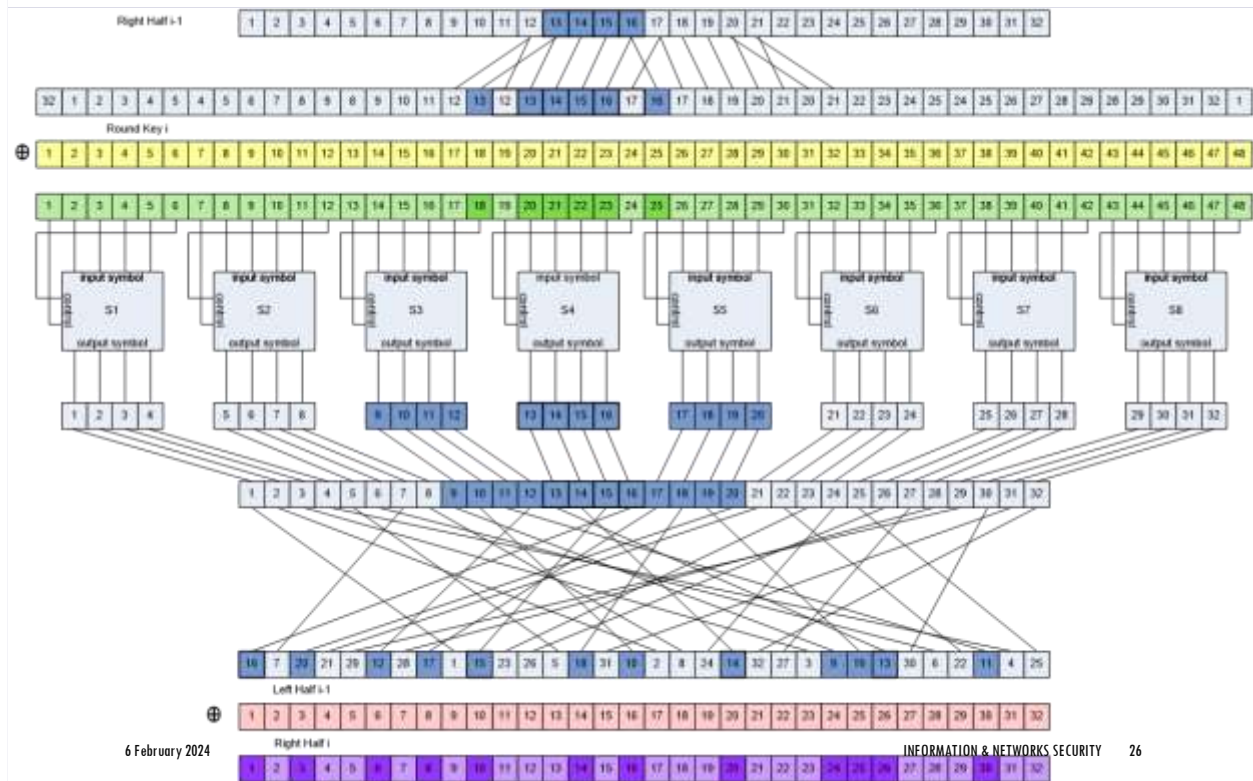 Right Half i-1 1 2 3 4 5 6 7 8 9 10 11 12 13 14 15 16 17 18 19 20 21 22 23 24 25 26 27 28 29 30 31 32
32 1 2 3 4 5 4 5 6 7 8 9 8 9 10 11 12 13 12 13 14 15 16 17 16 17 18 19 20 21 20 21 22 23 24 25 24 25 26 27 28 29 28 29 30 31 32 1
Round Key i
⊕ 1 2 3 4 5 6 7 8 9 10 11 12 13 14 15 16 17 18 19 20 21 22 23 24 25 26 27 28 29 30 31 32 33 34 35 36 37 38 39 40 41 42 43 44 45 46 47 48
1 2 3 4 5 6 7 8 9 10 11 12 13 14 15 16 17 18 19 20 21 22 23 24 25 26 27 28 29 30 31 32 33 34 35 36 37 38 39 40 41 42 43 44 45 46 47 48
input symbol input symbol input symbol input symbol input symbol input symbol input symbol input symbol
control S1 control S2 control S3 control S4 control S5 control S6 control S7 control S8
output symbol output symbol output symbol output symbol output symbol output symbol output symbol output symbol
1 2 3 4 5 6 7 8 9 10 11 12 13 14 15 16 17 18 19 20 21 22 23 24 25 26 27 28 29 30 31 32
1 2 3 4 5 6 7 8 9 10 11 12 13 14 15 16 17 18 19 20 21 22 23 24 25 26 27 28 29 30 31 32
16 7 20 21 29 12 28 17 1 15 23 26 5 18 31 10 2 8 24 14 32 27 3 9 19 13 30 6 22 11 4 25
Left Half i-1
⊕ 1 2 3 4 5 6 7 8 9 10 11 12 13 14 15 16 17 18 19 20 21 22 23 24 25 26 27 28 29 30 31 32
6 February 2024 Right Half i INFORMATION & NETWORKS SECURITY 26
1 2 3 4 5 6 7 8 9 10 11 12 13 14 15 16 17 18 19 20 21 22 23 24 25 26 27 28 29 30 31 32